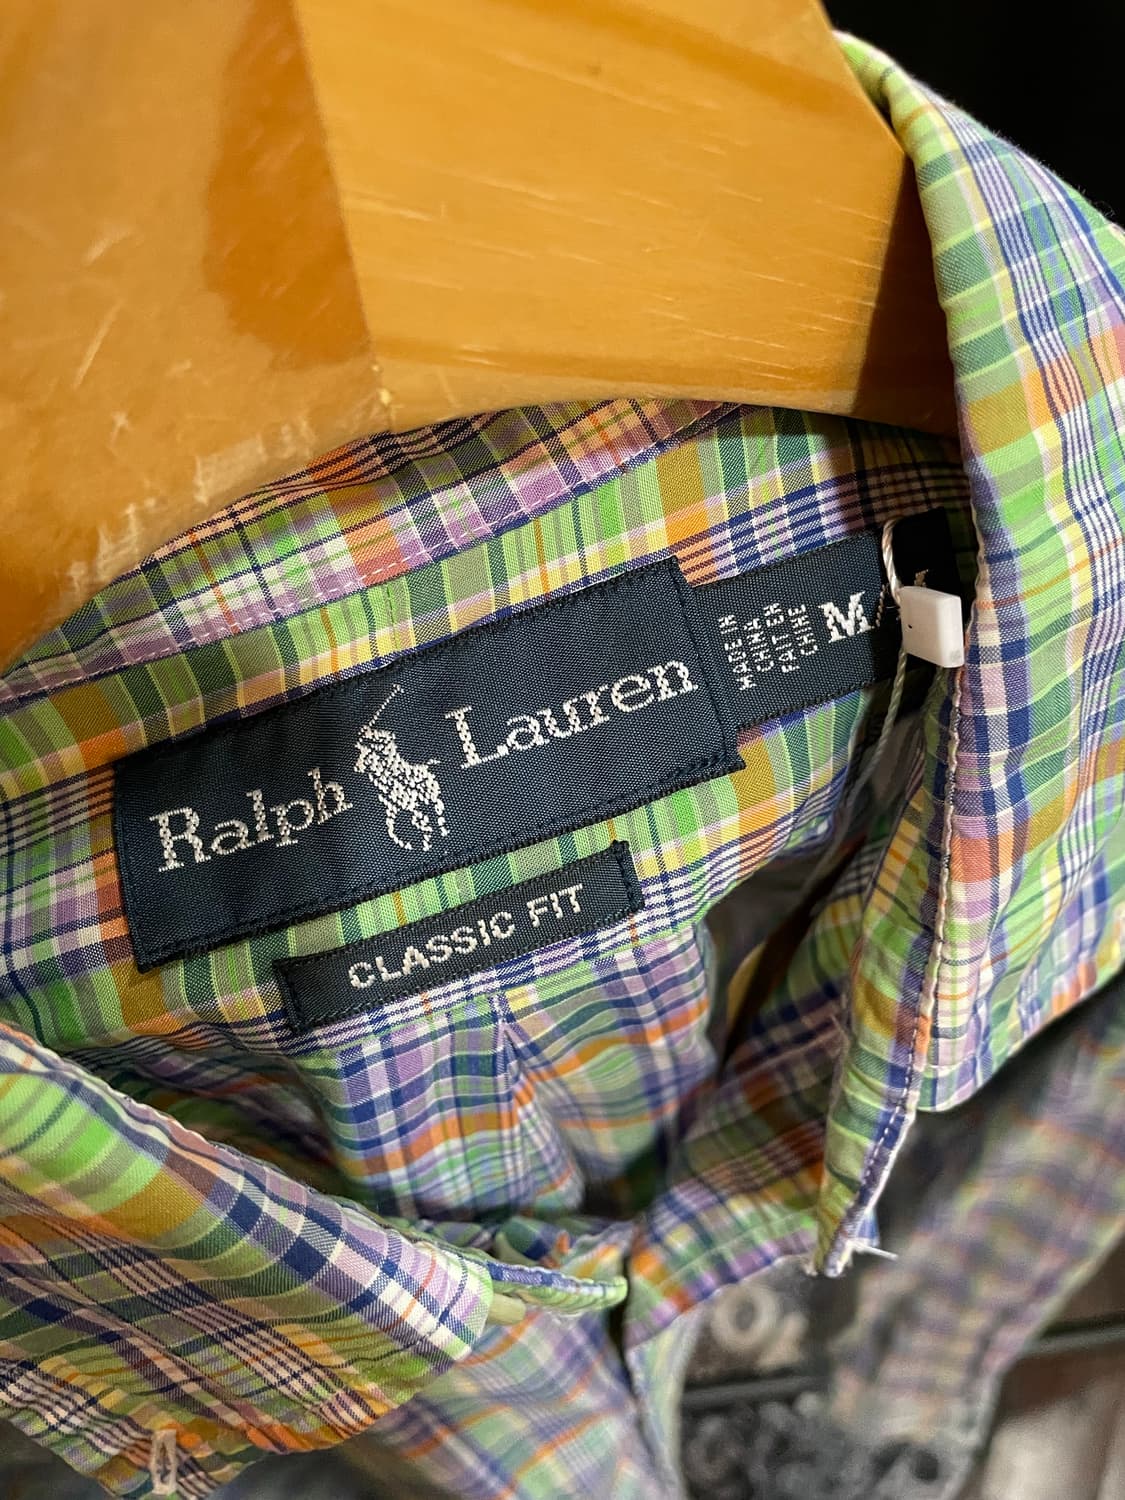 Ralph Lauren
MADE IN
CHINA
FAIT EN
CHINE
M
CLASSIC FIT